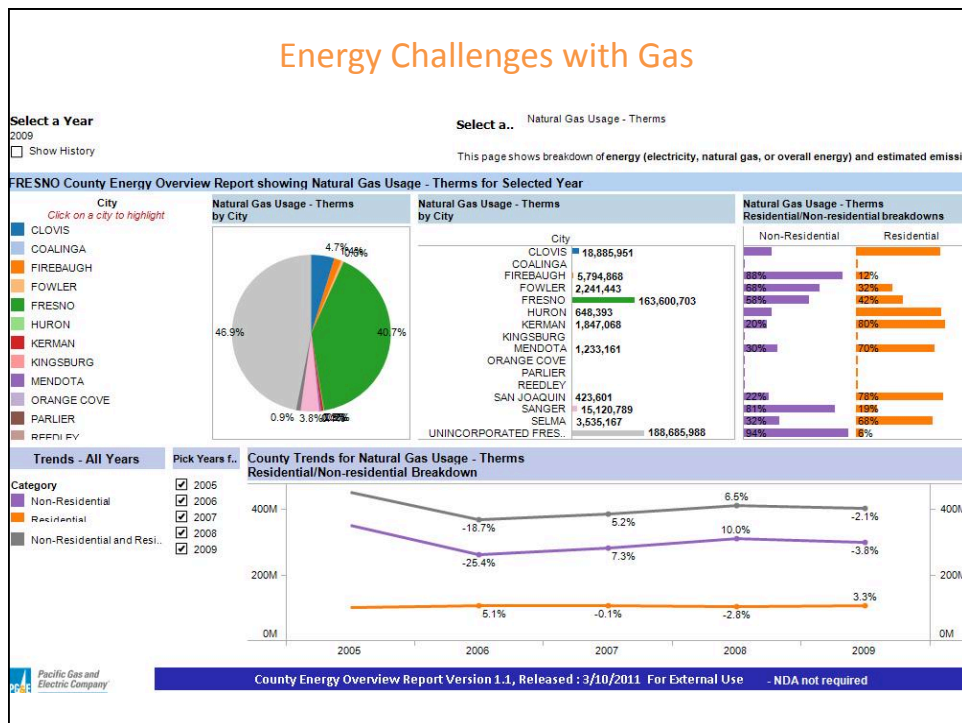 Energy Challenges with Gas
Select a Year
2009
Show History
Select a..
Natural Gas Usage - Therms
This page shows breakdown of energy (electricity, natural gas, or overall energy) and estimated emissi
FRESNO County Energy Overview Report showing Natural Gas Usage - Therms for Selected Year
City
Click on a city to highlight
CLOVIS
COALINGA
FIREBAUGH
FOWLER
FRESNO
HURON
KERMAN
KINGSBURG
MENDOTA
ORANGE COVE
PARLIER
REEDLEY
Natural Gas Usage - Therms
by City
4.7%
46.9%
40.7%
0.9%
3.8%
Natural Gas Usage - Therms
by City
City
CLOVIS 18,885,951
COALINGA
FIREBAUGH 5,794,868
FOWLER 2,241,443
FRESNO 163,600,703
HURON 648,393
KERMAN 1,847,068
KINGSBURG
MENDOTA 1,233,161
ORANGE COVE
PARLIER
REEDLEY
SAN JOAQUIN 423,601
SANGER 15,120,789
SELMA 3,535,167
UNINCORPORATED FRES.. 188,685,988
Natural Gas Usage - Therms
Residential/Non-residential breakdowns
Non-Residential Residential
88% 12%
68% 32%
58% 42%
20% 80%
30% 70%
22% 78%
81% 19%
32% 68%
94% 6%
Trends - All Years
Category
Non-Residential
Residential
Non-Residential and Resi..
Pick Years f..
2005
2006
2007
2008
2009
County Trends for Natural Gas Usage - Therms
Residential/Non-residential Breakdown
400M
200M
0M
-18.7%
5.2%
6.5%
-2.1%
-25.4%
7.3%
10.0%
-3.8%
5.1%
-0.1%
-2.8%
3.3%
400M
200M
0M
2005 2006 2007 2008 2009
PG&E
Pacific Gas and
Electric Company
County Energy Overview Report Version 1.1, Released : 3/10/2011 For External Use - NDA not required